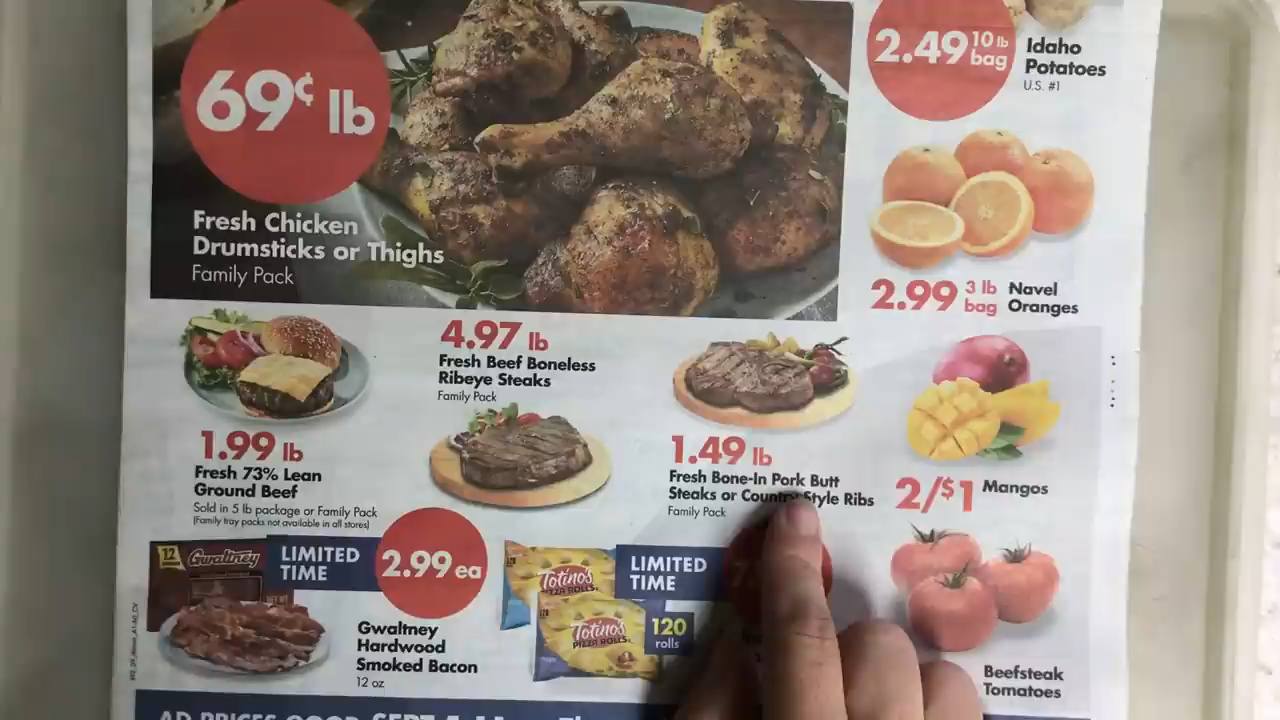 69¢ lb
Fresh Chicken
Drumsticks or Thighs
Family Pack
2.49 10 lb bag
Idaho
Potatoes
U.S. #1
2.99 3 lb bag
Navel
Oranges
1.99 lb
Fresh 73% Lean
Ground Beef
Sold in 5 lb package or Family Pack
(Family tray packs not available in all stores)
4.97 lb
Fresh Beef Boneless
Ribeye Steaks
Family Pack
1.49 lb
Fresh Bone-In Pork Butt
Steaks or Country Style Ribs
Family Pack
2/$1 Mangos
12
Gwaltney
LIMITED
TIME
2.99 ea
Gwaltney
Hardwood
Smoked Bacon
12 oz
Totino's
PIZZA ROLLS
Totino's
PIZZA ROLLS
120
rolls
LIMITED
TIME
Beefsteak
Tomatoes
AD PRICES GOOD